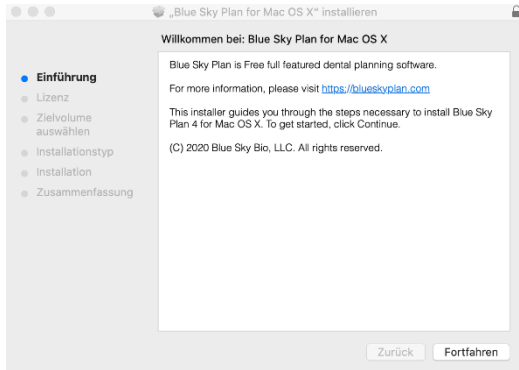 „Blue Sky Plan for Mac OS X“ installieren
Willkommen bei: Blue Sky Plan for Mac OS X
Einführung
Lizenz
Zielvolume
auswählen
Installationstyp
Installation
Zusammenfassung
Blue Sky Plan is Free full featured dental planning software.
For more information, please visit https://blueskyplan.com
This installer guides you through the steps necessary to install Blue Sky
Plan 4 for Mac OS X. To get started, click Continue.
(C) 2020 Blue Sky Bio, LLC. All rights reserved.
Zurück
Fortfahren